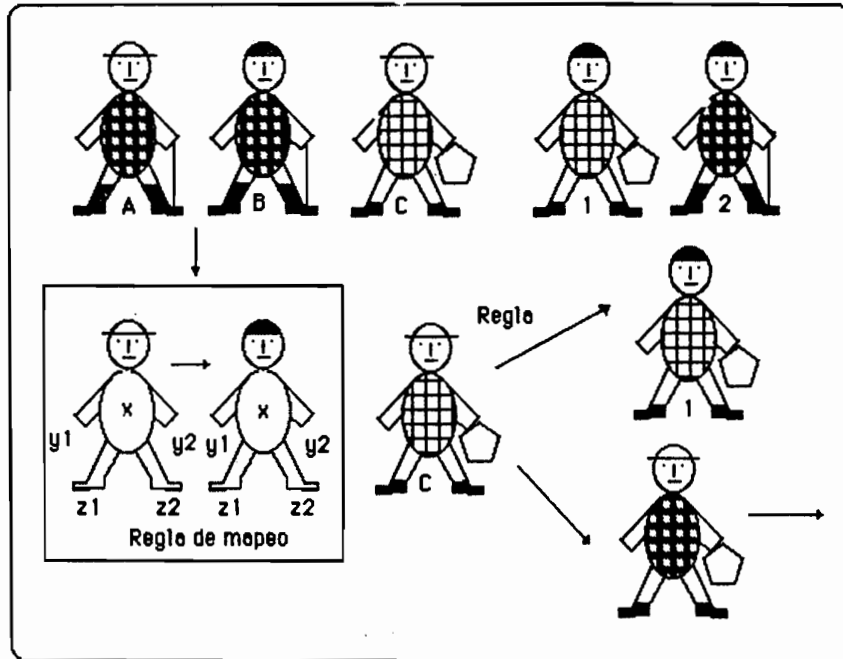 A B C 1 2
Regla
x x
y1 y2 y1 y2
1
C
z1 z2 z1 z2
Regla de mapeo